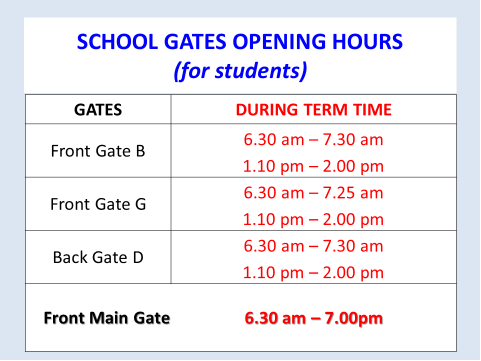 SCHOOL GATES OPENING HOURS
(for students)
GATES DURING TERM TIME
Front Gate B
6.30 am – 7.30 am
1.10 pm – 2.00 pm
Front Gate G
6.30 am – 7.25 am
1.10 pm – 2.00 pm
Back Gate D
6.30 am – 7.30 am
1.10 pm – 2.00 pm
Front Main Gate 6.30 am – 7.00pm